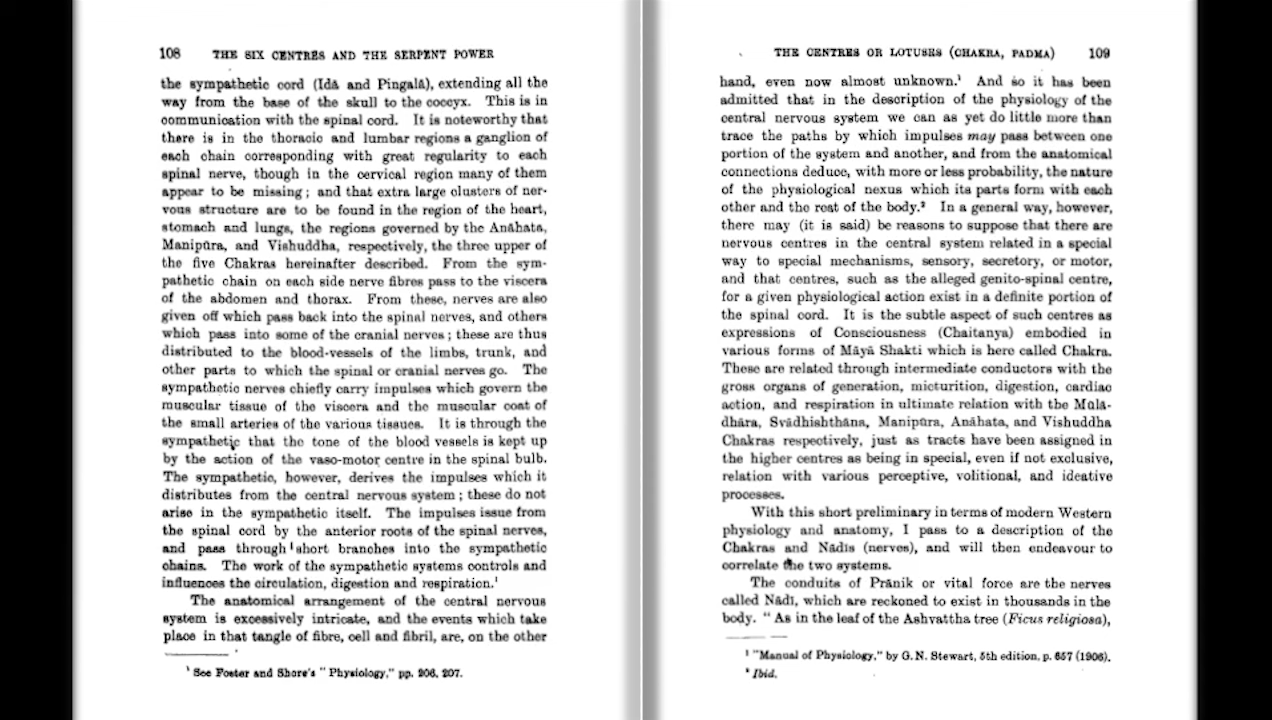 108 THE SIX CENTRES AND THE SERPENT POWER
the sympathetic cord (Idā and Pingalā), extending all the
way from the base of the skull to the coccyx. This is in
communication with the spinal cord. It is noteworthy that
there is in the thoracic and lumbar regions a ganglion of
each chain corresponding with great regularity to each
spinal nerve, though in the cervical region many of them
appear to be missing; and that extra large clusters of ner-
vous structure are to be found in the region of the heart,
stomach and lungs, the regions governed by the Anāhata,
Manipūra, and Vishuddha, respectively, the three upper of
the five Chakras hereinafter described. From the sym-
pathetic chain on each side nerve fibres pass to the viscera
of the abdomen and thorax. From these, nerves are also
given off which pass back into the spinal nerves, and others
which pass into some of the cranial nerves; these are thus
distributed to the blood-vessels of the limbs, trunk, and
other parts to which the spinal or cranial nerves go. The
sympathetic nerves chiefly carry impulses which govern the
muscular tissue of the viscera and the muscular coat of
the small arteries of the various tissues. It is through the
sympathetic that the tone of the blood vessels is kept up
by the action of the vaso-motor centre in the spinal bulb.
The sympathetic, however, derives the impulses which it
distributes from the central nervous system; these do not
arise in the sympathetic itself. The impulses issue from
the spinal cord by the anterior roots of the spinal nerves,
and pass through short branches into the sympathetic
chains. The work of the sympathetic systems controls and
influences the circulation, digestion and respiration.¹
The anatomical arrangement of the central nervous
system is excessively intricate, and the events which take
place in that tangle of fibre, cell and fibril, are, on the other
¹ See Foster and Shore's "Physiology," pp. 206, 207.
THE CENTRES OR LOTUSES (CHAKRA, PADMA) 109
hand, even now almost unknown.¹ And so it has been
admitted that in the description of the physiology of the
central nervous system we can as yet do little more than
trace the paths by which impulses may pass between one
portion of the system and another, and from the anatomical
connections deduce, with more or less probability, the nature
of the physiological nexus which its parts form with each
other and the rest of the body.² In a general way, however,
there may (it is said) be reasons to suppose that there are
nervous centres in the central system related in a special
way to special mechanisms, sensory, secretory, or motor,
and that centres, such as the alleged genito-spinal centre,
for a given physiological action exist in a definite portion of
the spinal cord. It is the subtle aspect of such centres as
expressions of Consciousness (Chaitanya) embodied in
various forms of Māyā Shakti which is here called Chakra.
These are related through intermediate conductors with the
gross organs of generation, micturition, digestion, cardiac
action, and respiration in ultimate relation with the Mūlā-
dhāra, Svādhishthāna, Manipūra, Anāhata, and Vishuddha
Chakras respectively, just as tracts have been assigned in
the higher centres as being in special, even if not exclusive,
relation with various perceptive, volitional, and ideative
processes.
With this short preliminary in terms of modern Western
physiology and anatomy, I pass to a description of the
Chakras and Nādīs (nerves), and will then endeavour to
correlate the two systems.
The conduits of Prānik or vital force are the nerves
called Nādī, which are reckoned to exist in thousands in the
body. "As in the leaf of the Ashvattha tree (Ficus religiosa),
¹ "Manual of Physiology," by G. N. Stewart, 5th edition, p. 657 (1906).
² Ibid.